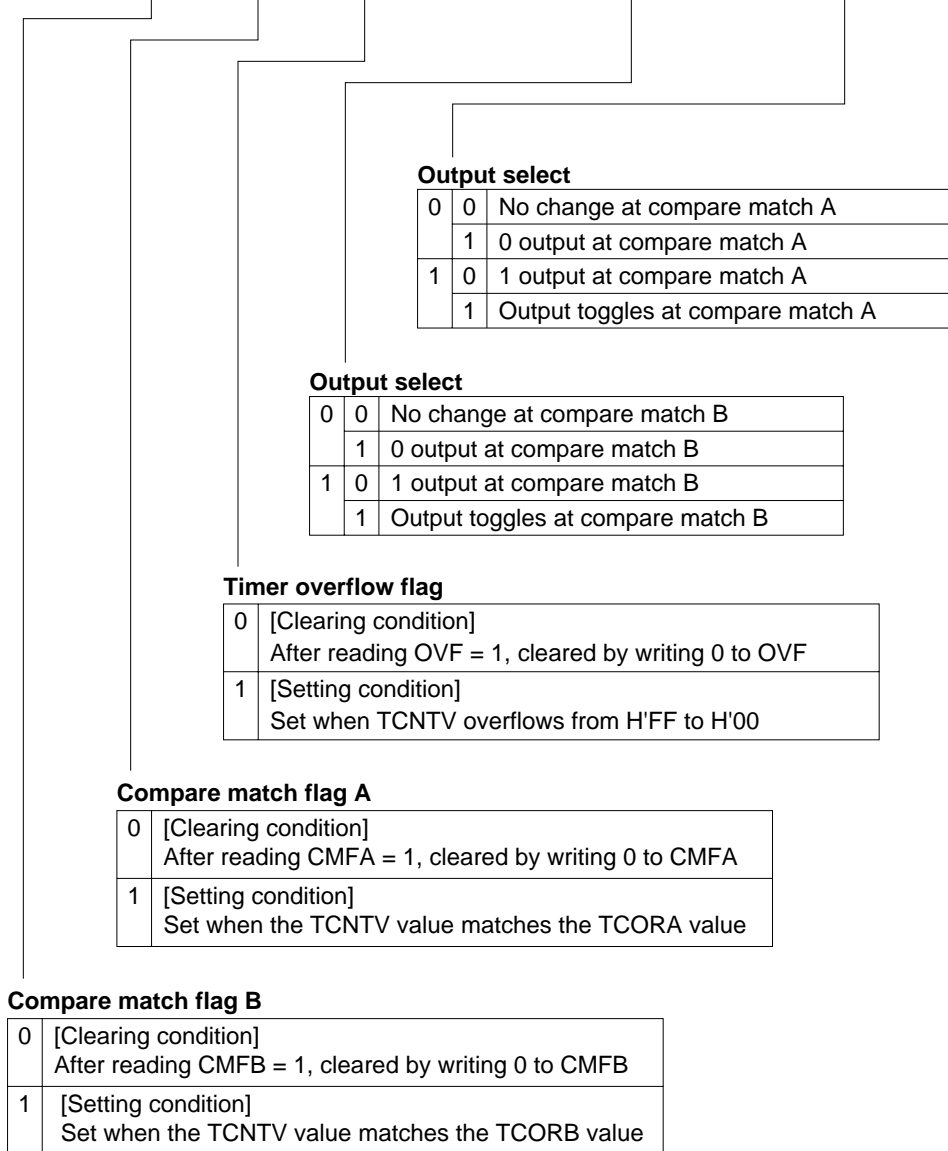 Output select
0 0 No change at compare match A
1 0 output at compare match A
1 0 1 output at compare match A
1 Output toggles at compare match A
Output select
0 0 No change at compare match B
1 0 output at compare match B
1 0 1 output at compare match B
1 Output toggles at compare match B
Timer overflow flag
0 [Clearing condition]
After reading OVF = 1, cleared by writing 0 to OVF
1 [Setting condition]
Set when TCNTV overflows from H'FF to H'00
Compare match flag A
0 [Clearing condition]
After reading CMFA = 1, cleared by writing 0 to CMFA
1 [Setting condition]
Set when the TCNTV value matches the TCORA value
Compare match flag B
0 [Clearing condition]
After reading CMFB = 1, cleared by writing 0 to CMFB
1 [Setting condition]
Set when the TCNTV value matches the TCORB value